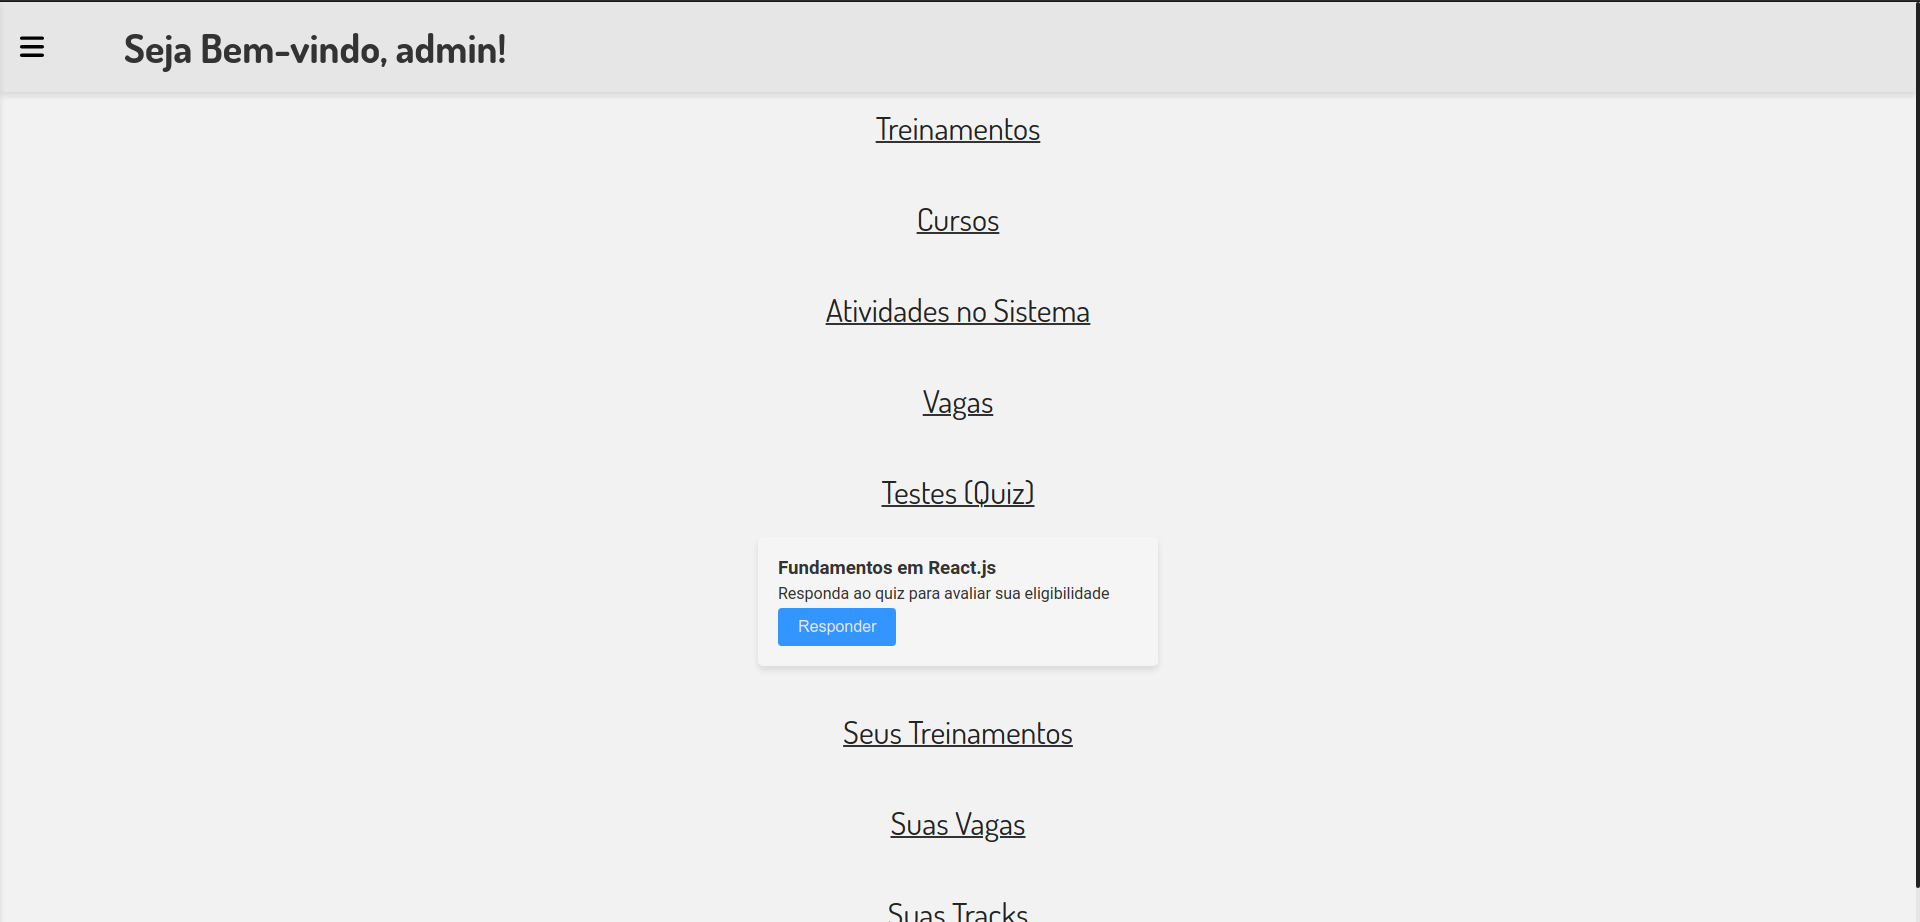 Seja Bem-vindo, admin!
Treinamentos
Cursos
Atividades no Sistema
Vagas
Testes (Quiz)
Fundamentos em React.js
Responda ao quiz para avaliar sua eligibilidade
Responder
Seus Treinamentos
Suas Vagas
Suas Tracks